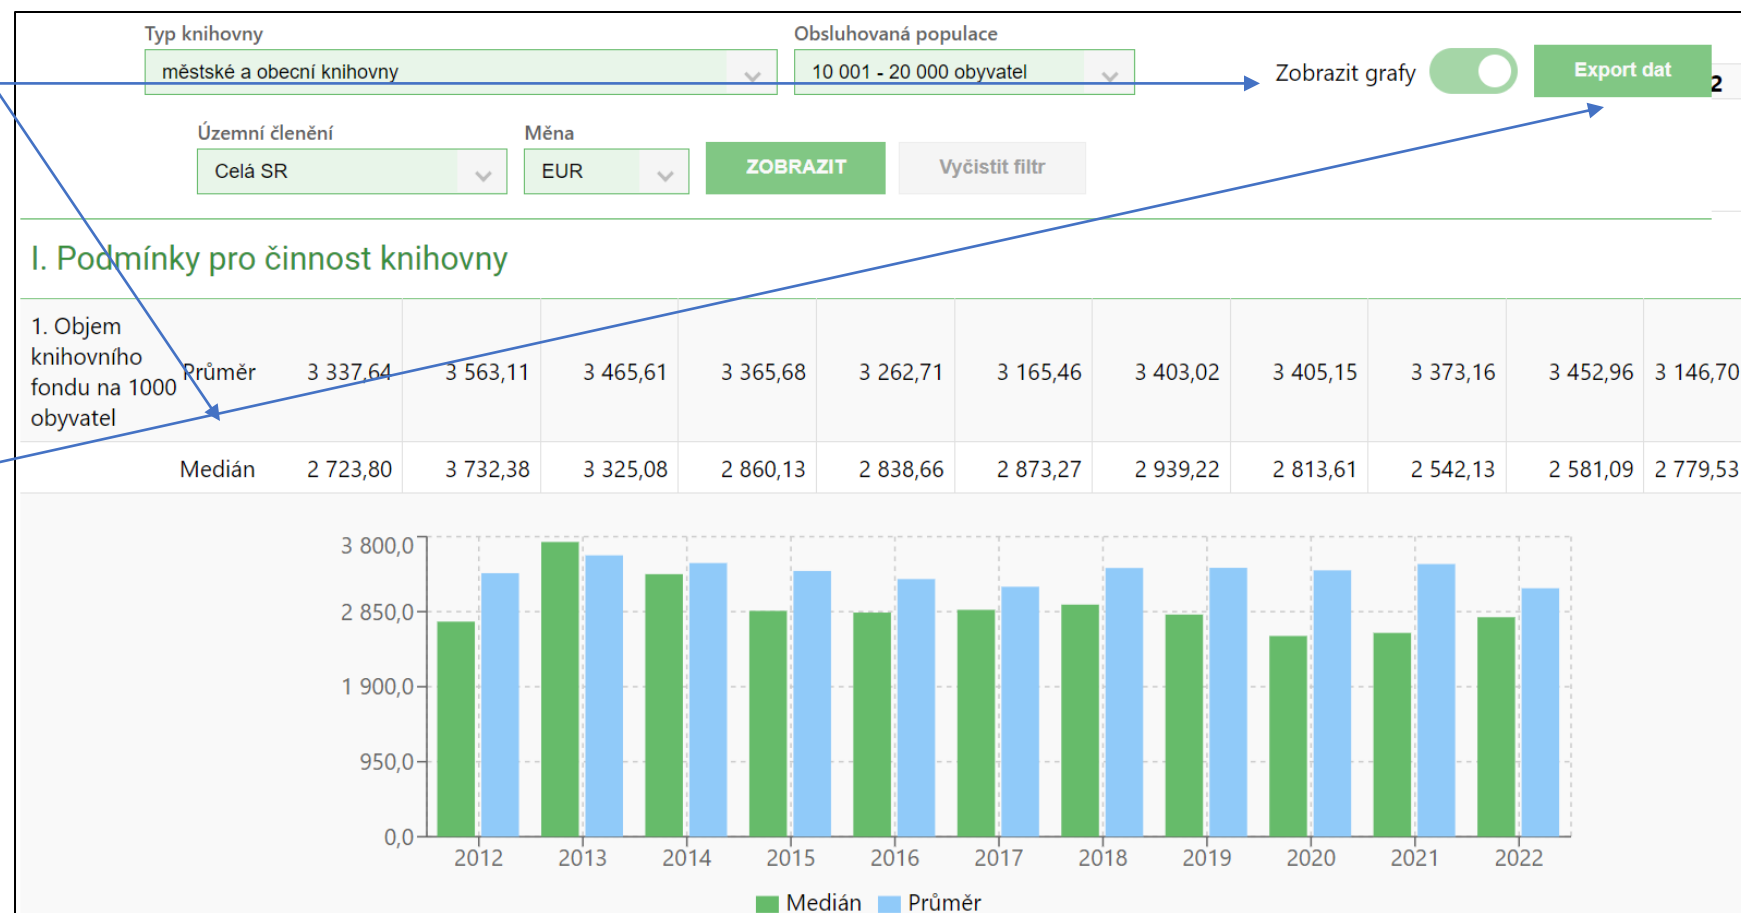 Typ knihovny
Obsluhovaná populace
městské a obecní knihovny
10 001 - 20 000 obyvatel
Zobrazit grafy
Export dat
2
Územní členění
Měna
Celá SR
EUR
ZOBRAZIT
Vyčistit filtr
I. Podmínky pro činnost knihovny
1. Objem
knihovního
fondu na 1000
obyvatel
Průměr 3 337,64 3 563,11 3 465,61 3 365,68 3 262,71 3 165,46 3 403,02 3 405,15 3 373,16 3 452,96 3 146,70
Medián 2 723,80 3 732,38 3 325,08 2 860,13 2 838,66 2 873,27 2 939,22 2 813,61 2 542,13 2 581,09 2 779,53
3 800,0
2 850,0
1 900,0
950,0
0,0
2012 2013 2014 2015 2016 2017 2018 2019 2020 2021 2022
Medián Průměr